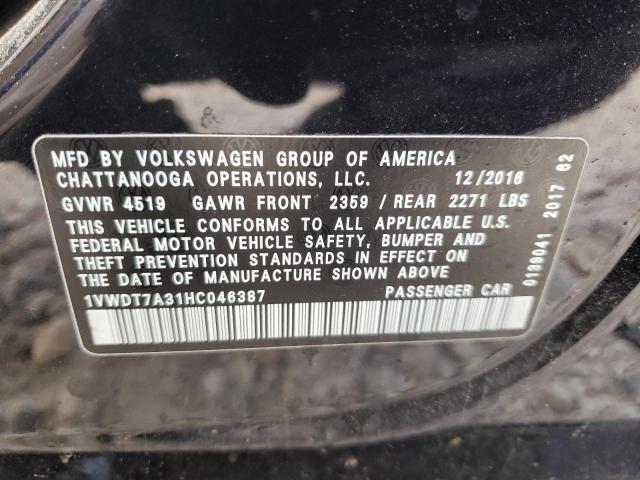 MFD BY VOLKSWAGEN GROUP OF AMERICA
CHATTANOOGA OPERATIONS, LLC. 12/2016
GVWR 4519 GAWR FRONT 2359 / REAR 2271 LBS
THIS VEHICLE CONFORMS TO ALL APPLICABLE U.S.
FEDERAL MOTOR VEHICLE SAFETY, BUMPER AND
THEFT PREVENTION STANDARDS IN EFFECT ON
THE DATE OF MANUFACTURE SHOWN ABOVE
1VWDT7A31HC046387 PASSENGER CAR
0139041 2017 62